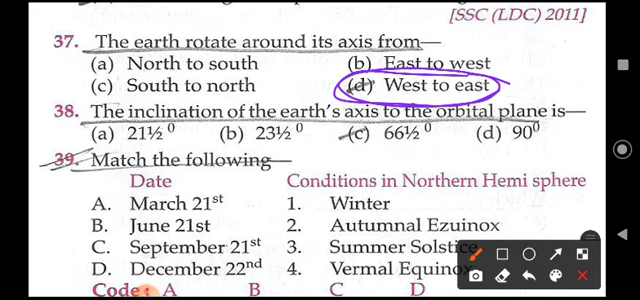 [SSC (LDC) 2011]
37. The earth rotate around its axis from—
(a) North to south (b) East to west
(c) South to north (d) West to east
38. The inclination of the earth's axis to the orbital plane is—
(a) 21½ ⁰ (b) 23½ ⁰ (c) 66½ ⁰ (d) 90⁰
39. Match the following—
Date Conditions in Northern Hemi sphere
A. March 21st 1. Winter
B. June 21st 2. Autumnal Ezuinox
C. September 21st 3. Summer Solstice
D. December 22nd 4. Vermal Equinox
Code: A B C D